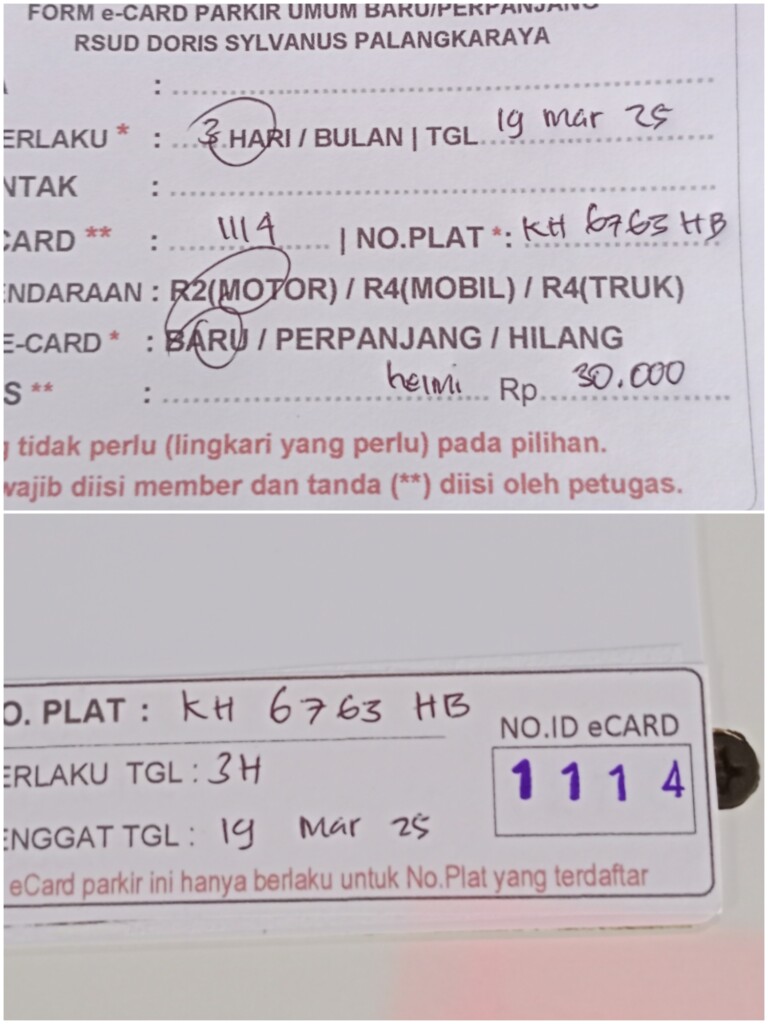 FORM e-CARD PARKIR UMUM BARU/PERPANJANG
RSUD DORIS SYLVANUS PALANGKARAYA
:
ERLAKU * : 3 HARI / BULAN | TGL 19 mar 25
NTAK :
CARD ** : 1114 | NO.PLAT *: KH 6763 HB
ENDARAAN : R2(MOTOR) / R4(MOBIL) / R4(TRUK)
E-CARD * : BARU / PERPANJANG / HILANG
S ** : helmi Rp 30.000
tidak perlu (lingkari yang perlu) pada pilihan.
wajib diisi member dan tanda (**) diisi oleh petugas.
O. PLAT : KH 6763 HB
NO.ID eCARD
ERLAKU TGL : 3H
1114
ENGGAT TGL : 19 Mar 25
eCard parkir ini hanya berlaku untuk No.Plat yang terdaftar